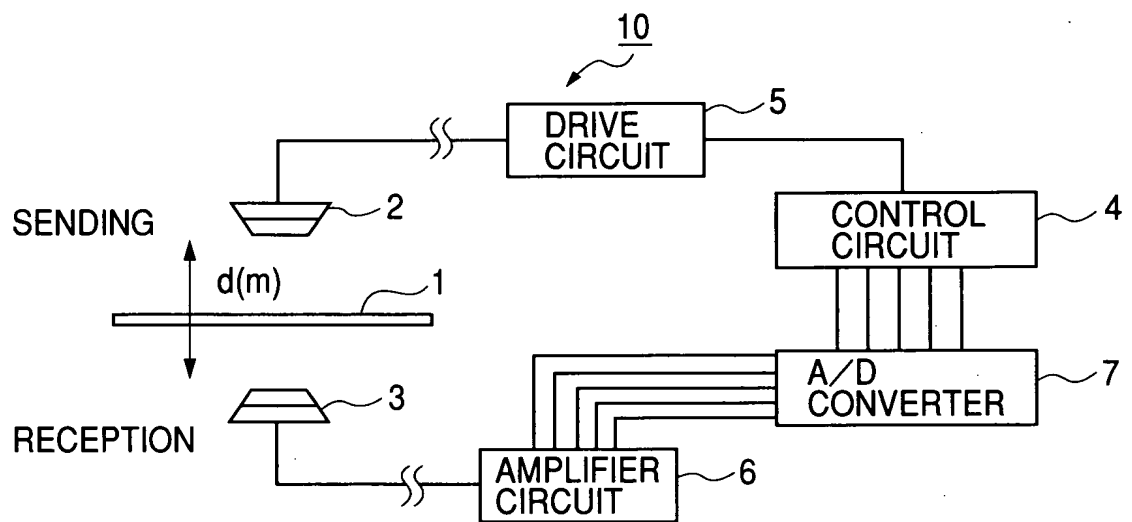 10
5
DRIVE
CIRCUIT
2
SENDING
CONTROL
CIRCUIT
4
d(m)
1
A/D
CONVERTER
7
3
RECEPTION
AMPLIFIER
CIRCUIT
6